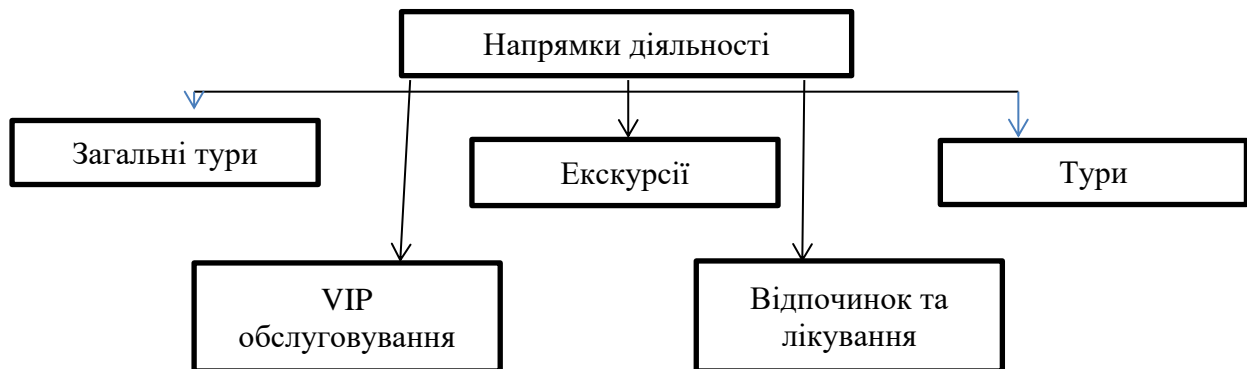 Напрямки діяльності
Загальні тури
Екскурсії
Тури
VIP
обслуговування
Відпочинок та
лікування